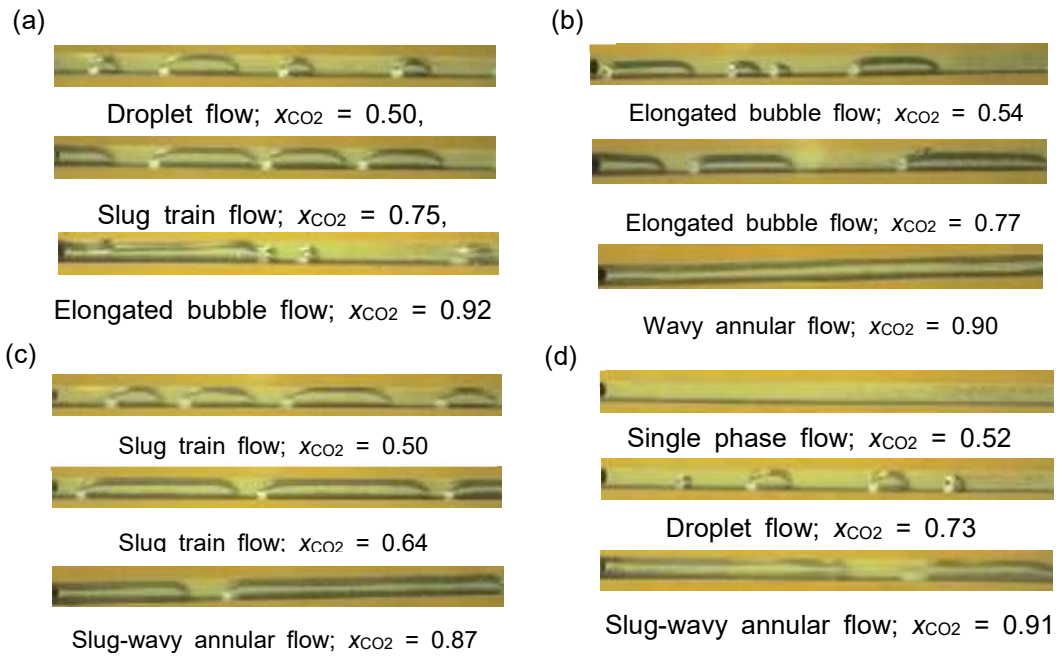 (a)
Droplet flow; xCO2 = 0.50,
Slug train flow; xCO2 = 0.75,
Elongated bubble flow; xCO2 = 0.92
(b)
Elongated bubble flow; xCO2 = 0.54
Elongated bubble flow; xCO2 = 0.77
Wavy annular flow; xCO2 = 0.90
(c)
Slug train flow; xCO2 = 0.50
Slug train flow; xCO2 = 0.64
Slug-wavy annular flow; xCO2 = 0.87
(d)
Single phase flow; xCO2 = 0.52
Droplet flow; xCO2 = 0.73
Slug-wavy annular flow; xCO2 = 0.91